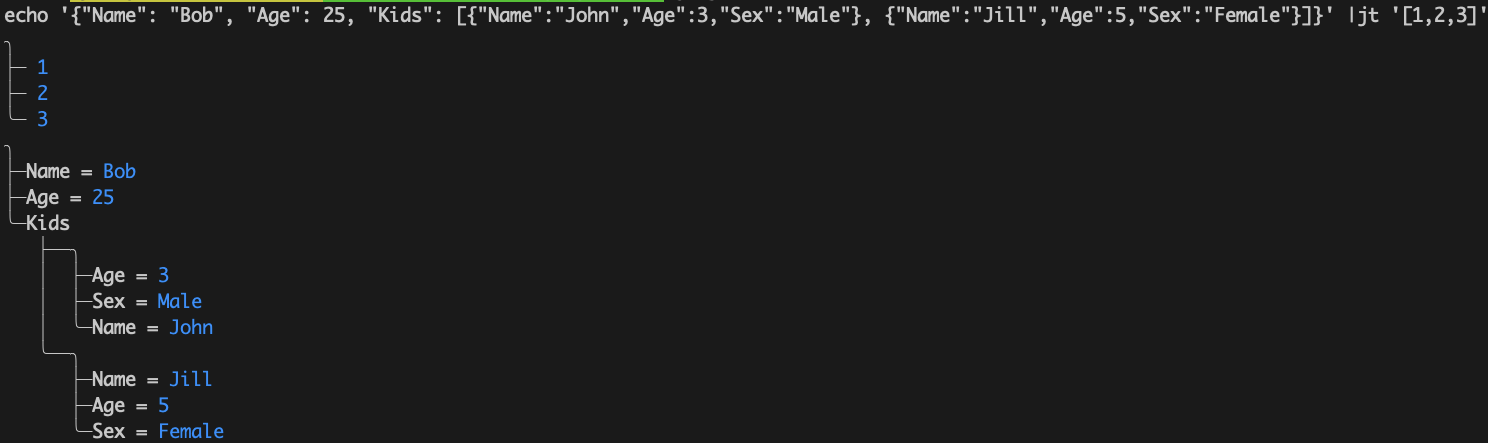 echo '{"Name": "Bob", "Age": 25, "Kids": [{"Name":"John","Age":3,"Sex":"Male"}, {"Name":"Jill","Age":5,"Sex":"Female"}]}' |jt '[1,2,3]'
1
2
3
Name = Bob
Age = 25
Kids
Age = 3
Sex = Male
Name = John
Name = Jill
Age = 5
Sex = Female